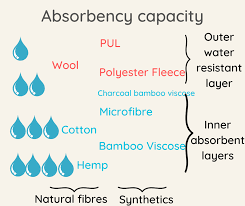 Absorbency capacity
PUL
Outer
water
resistant
layer
Wool
Polyester Fleece
Charcoal bamboo viscose
Microfibre
Cotton
Inner
absorbent
layers
Bamboo Viscose
Hemp
Natural fibres
Synthetics